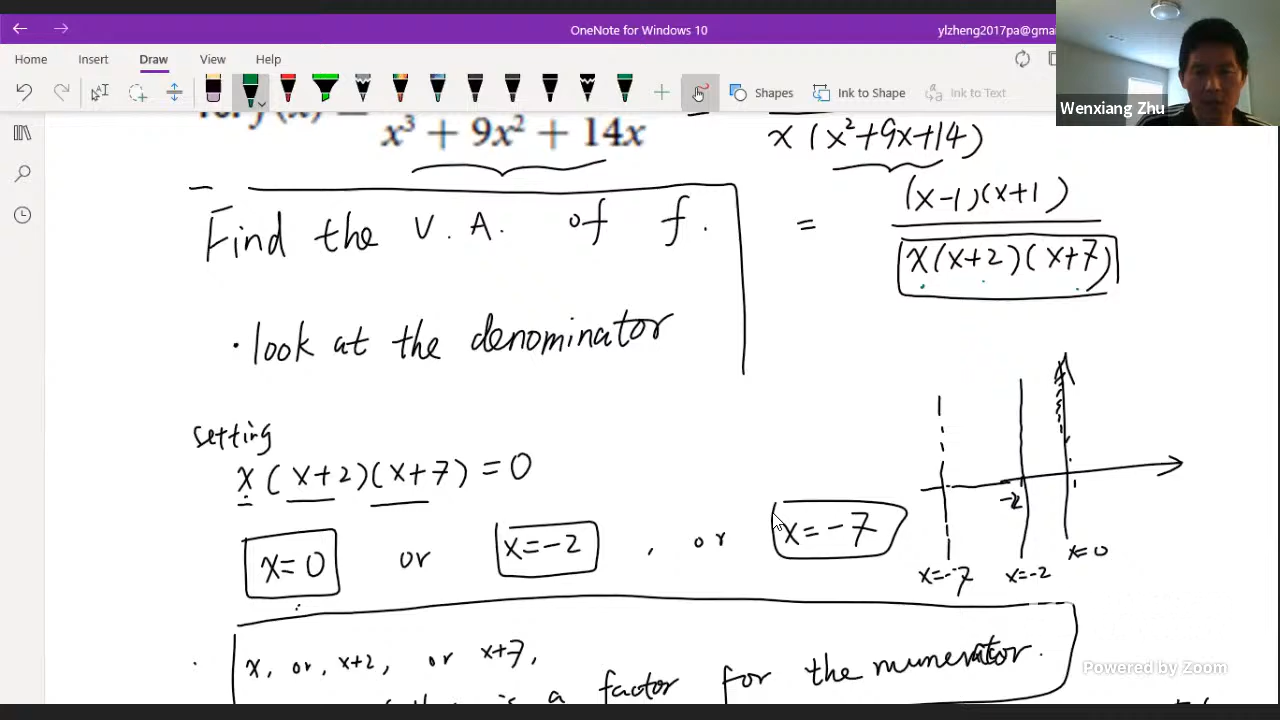 OneNote for Windows 10
ylzheng2017pa@gma
Home Insert Draw View Help
Shapes Ink to Shape Ink to Text
Wenxiang Zhu
x³ + 9x² + 14x
x(x²+9x+14)
Find the V.A. of f.
= (x-1)(x+1)
x(x+2)(x+7)
• look at the denominator
setting
x(x+2)(x+7) = 0
-2
x=0 or x=-2, or x=-7
x=-7 x=-2 x=0
x, or, x+2, or x+7,
is a factor for the numerator.
Powered by Zoom